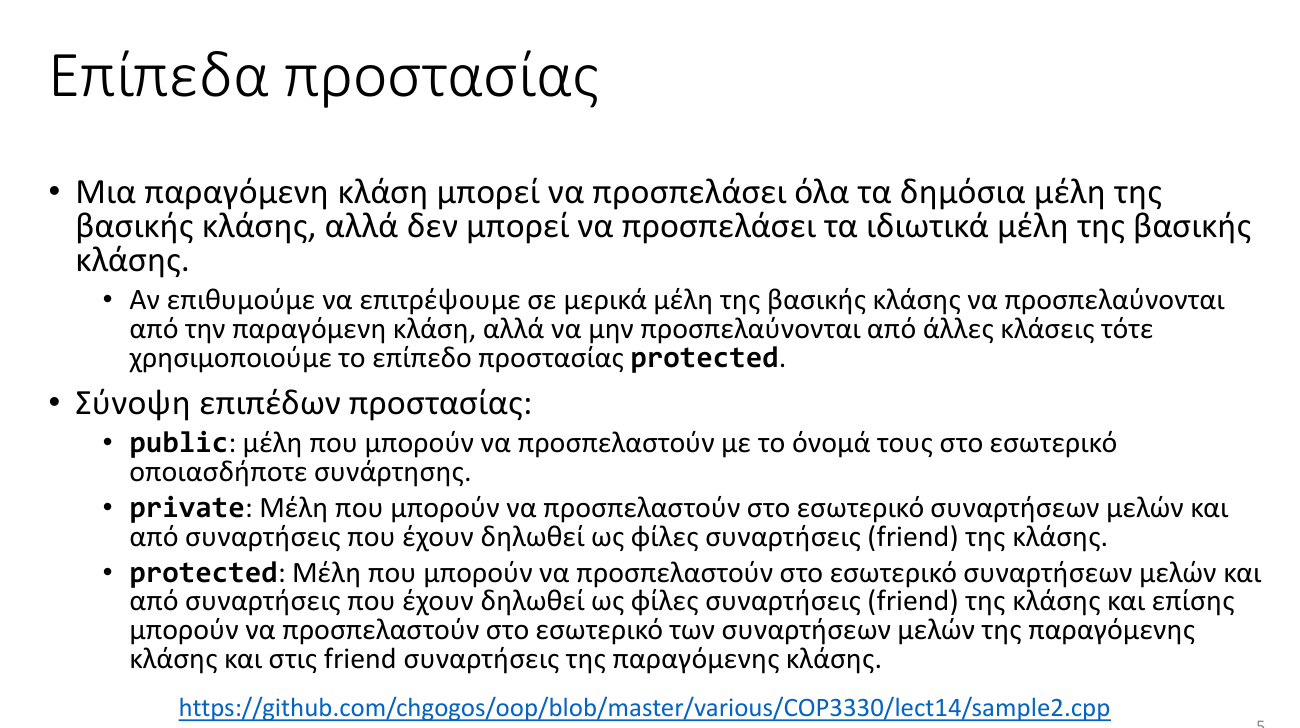 Επίπεδα προστασίας
• Μια παραγόμενη κλάση μπορεί να προσπελάσει όλα τα δημόσια μέλη της
βασικής κλάσης, αλλά δεν μπορεί να προσπελάσει τα ιδιωτικά μέλη της βασικής
κλάσης.
• Αν επιθυμούμε να επιτρέψουμε σε μερικά μέλη της βασικής κλάσης να προσπελαύνονται
από την παραγόμενη κλάση, αλλά να μην προσπελαύνονται από άλλες κλάσεις τότε
χρησιμοποιούμε το επίπεδο προστασίας protected.
• Σύνοψη επιπέδων προστασίας:
• public: μέλη που μπορούν να προσπελαστούν με το όνομά τους στο εσωτερικό
οποιασδήποτε συνάρτησης.
• private: Μέλη που μπορούν να προσπελαστούν στο εσωτερικό συναρτήσεων μελών και
από συναρτήσεις που έχουν δηλωθεί ως φίλες συναρτήσεις (friend) της κλάσης.
• protected: Μέλη που μπορούν να προσπελαστούν στο εσωτερικό συναρτήσεων μελών και
από συναρτήσεις που έχουν δηλωθεί ως φίλες συναρτήσεις (friend) της κλάσης και επίσης
μπορούν να προσπελαστούν στο εσωτερικό των συναρτήσεων μελών της παραγόμενης
κλάσης και στις friend συναρτήσεις της παραγόμενης κλάσης.
https://github.com/chgogos/oop/blob/master/various/COP3330/lect14/sample2.cpp
5